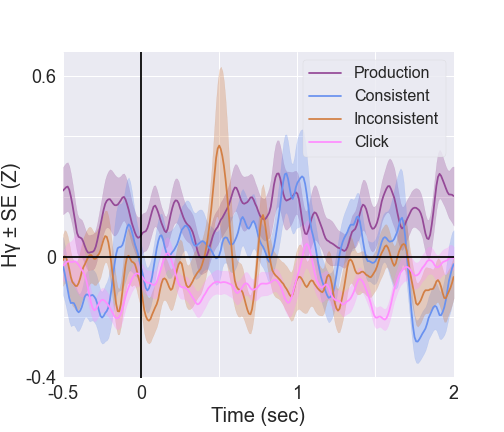 Production
Consistent
Inconsistent
Click
0.6
0
-0.4
Hγ ± SE (Z)
-0.5
0
1
2
Time (sec)